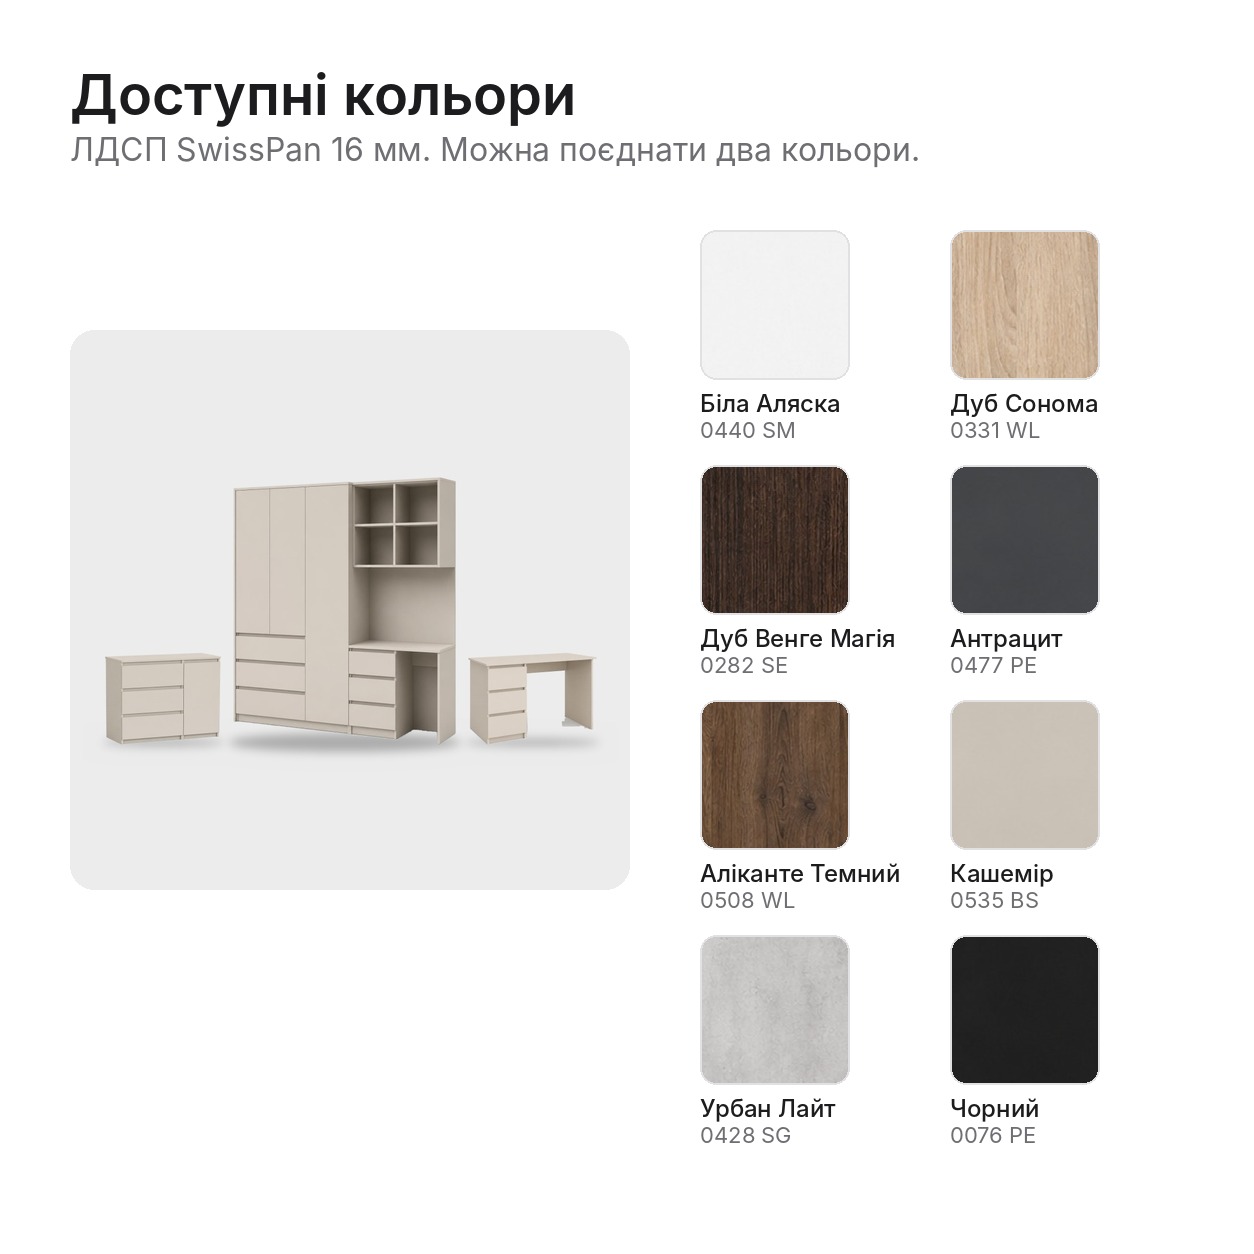 Доступні кольори
ЛДСП SwissPan 16 мм. Можна поєднати два кольори.
Біла Аляска
0440 SM
Дуб Сонома
0331 WL
Дуб Венге Магія
0282 SE
Антрацит
0477 PE
Аліканте Темний
0508 WL
Кашемір
0535 BS
Урбан Лайт
0428 SG
Чорний
0076 PE